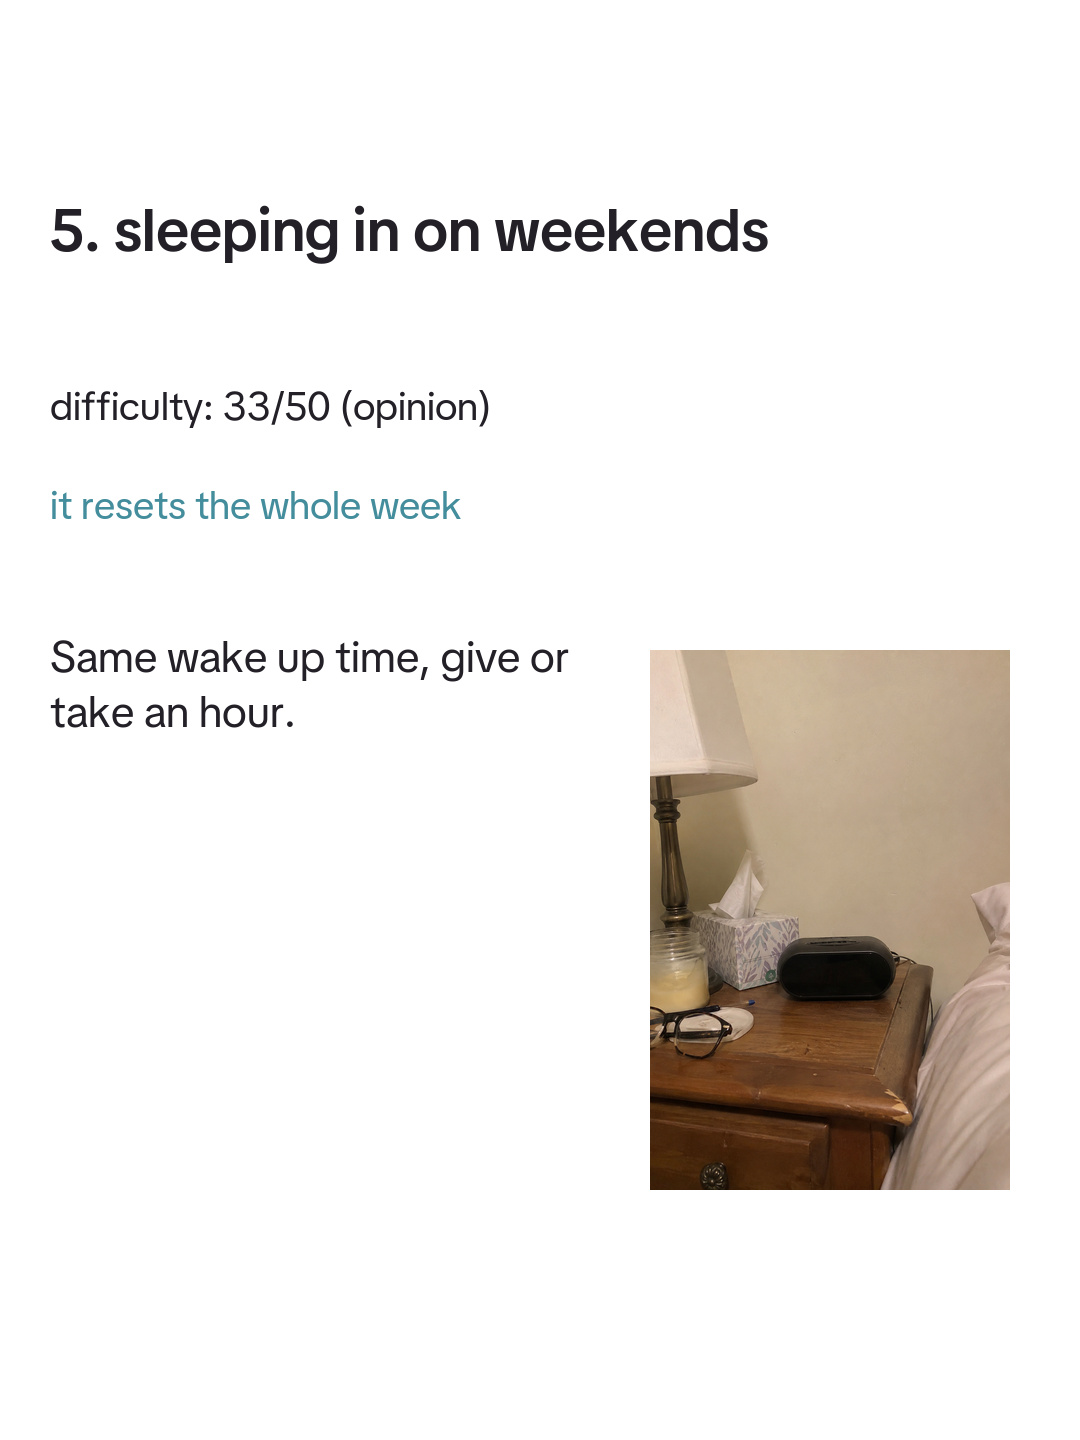 5. sleeping in on weekends
difficulty: 33/50 (opinion)
it resets the whole week
Same wake up time, give or
take an hour.